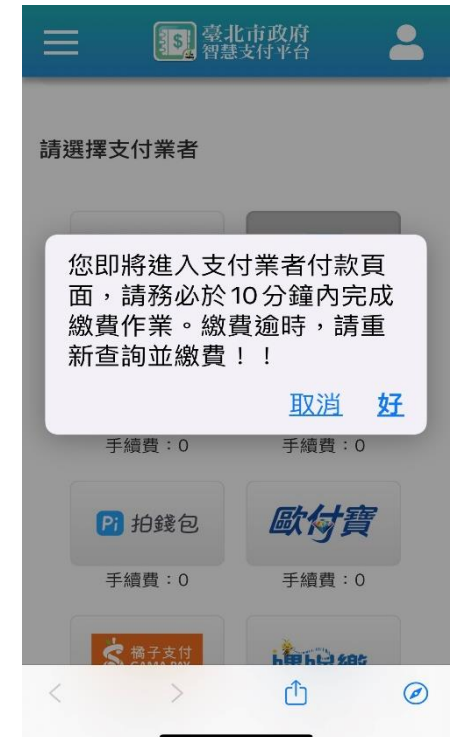 臺北市政府
智慧支付平台
請選擇支付業者
您即將進入支付業者付款頁
面，請務必於10分鐘內完成
繳費作業。繳費逾時，請重
新查詢並繳費！！
取消 好
手續費：0 手續費：0
Pi 拍錢包 歐付寶
手續費：0 手續費：0
橘子支付
GAMA PAY